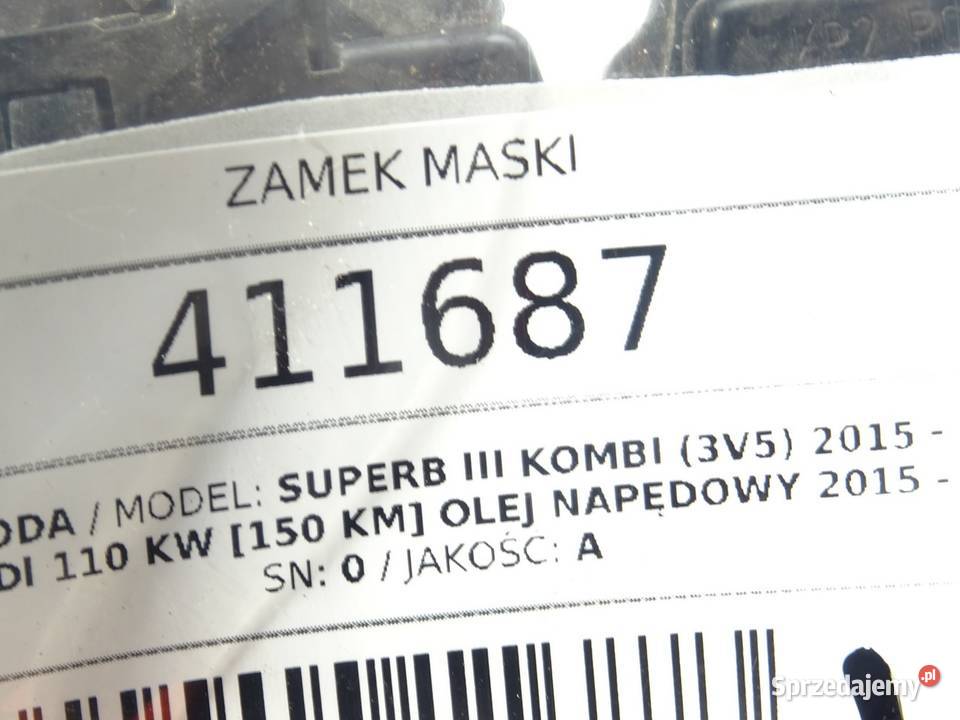 ZAMEK MASKI
411687
ODA / MODEL: SUPERB III KOMBI (3V5) 2015 -
DI 110 KW [150 KM] OLEJ NAPĘDOWY 2015 -
SN: 0 / JAKOŚC: A
Sprzedajemy.pl